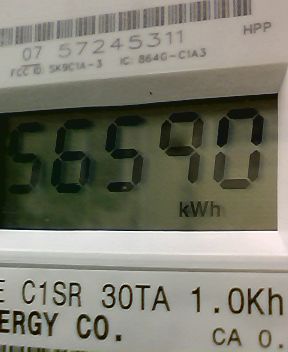 HPP
07 57245311
FCC ID SK9C1A-3 IC: 864G-C1A3
56590
kWh
E C1SR 30TA 1.0Kh
ERGY CO. CA 0.